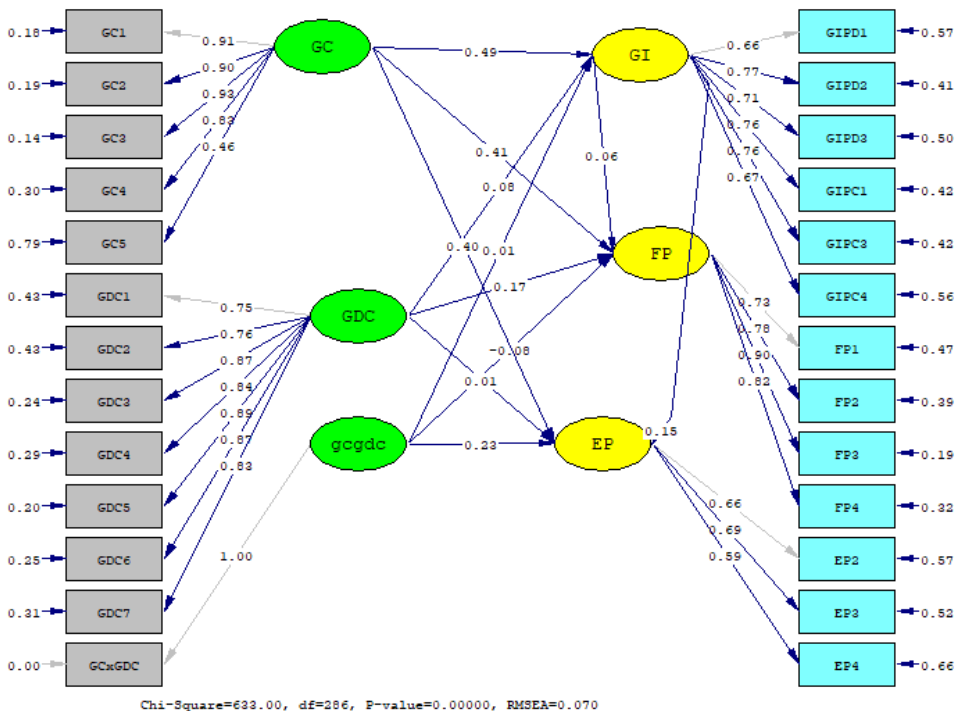 0.18 GC1 0.91 GC 0.49 GI 0.66 GIPD1 0.57
0.19 GC2 0.90 0.77 GIPD2 0.41
0.14 GC3 0.93 0.71 GIPD3 0.50
0.30 GC4 0.83 0.76 GIPC1 0.42
0.79 GC5 0.46 0.41 0.06 0.76 GIPC3 0.42
0.08 0.67
0.43 GDC1 0.75 0.40 0.01 FP GIPC4 0.56
0.43 GDC2 0.76 GDC 0.17 0.73 FP1 0.47
0.24 GDC3 0.87 -0.08 0.78 FP2 0.39
0.29 GDC4 0.84 0.01 0.90 FP3 0.19
0.89 gcgdc 0.23 EP 0.15 0.82
0.20 GDC5 0.87 FP4 0.32
0.25 GDC6 0.83 0.66 EP2 0.57
0.31 GDC7 1.00 0.69 EP3 0.52
0.00 GCxGDC 0.59 EP4 0.66
Chi-Square=633.00, df=286, P-value=0.00000, RMSEA=0.070